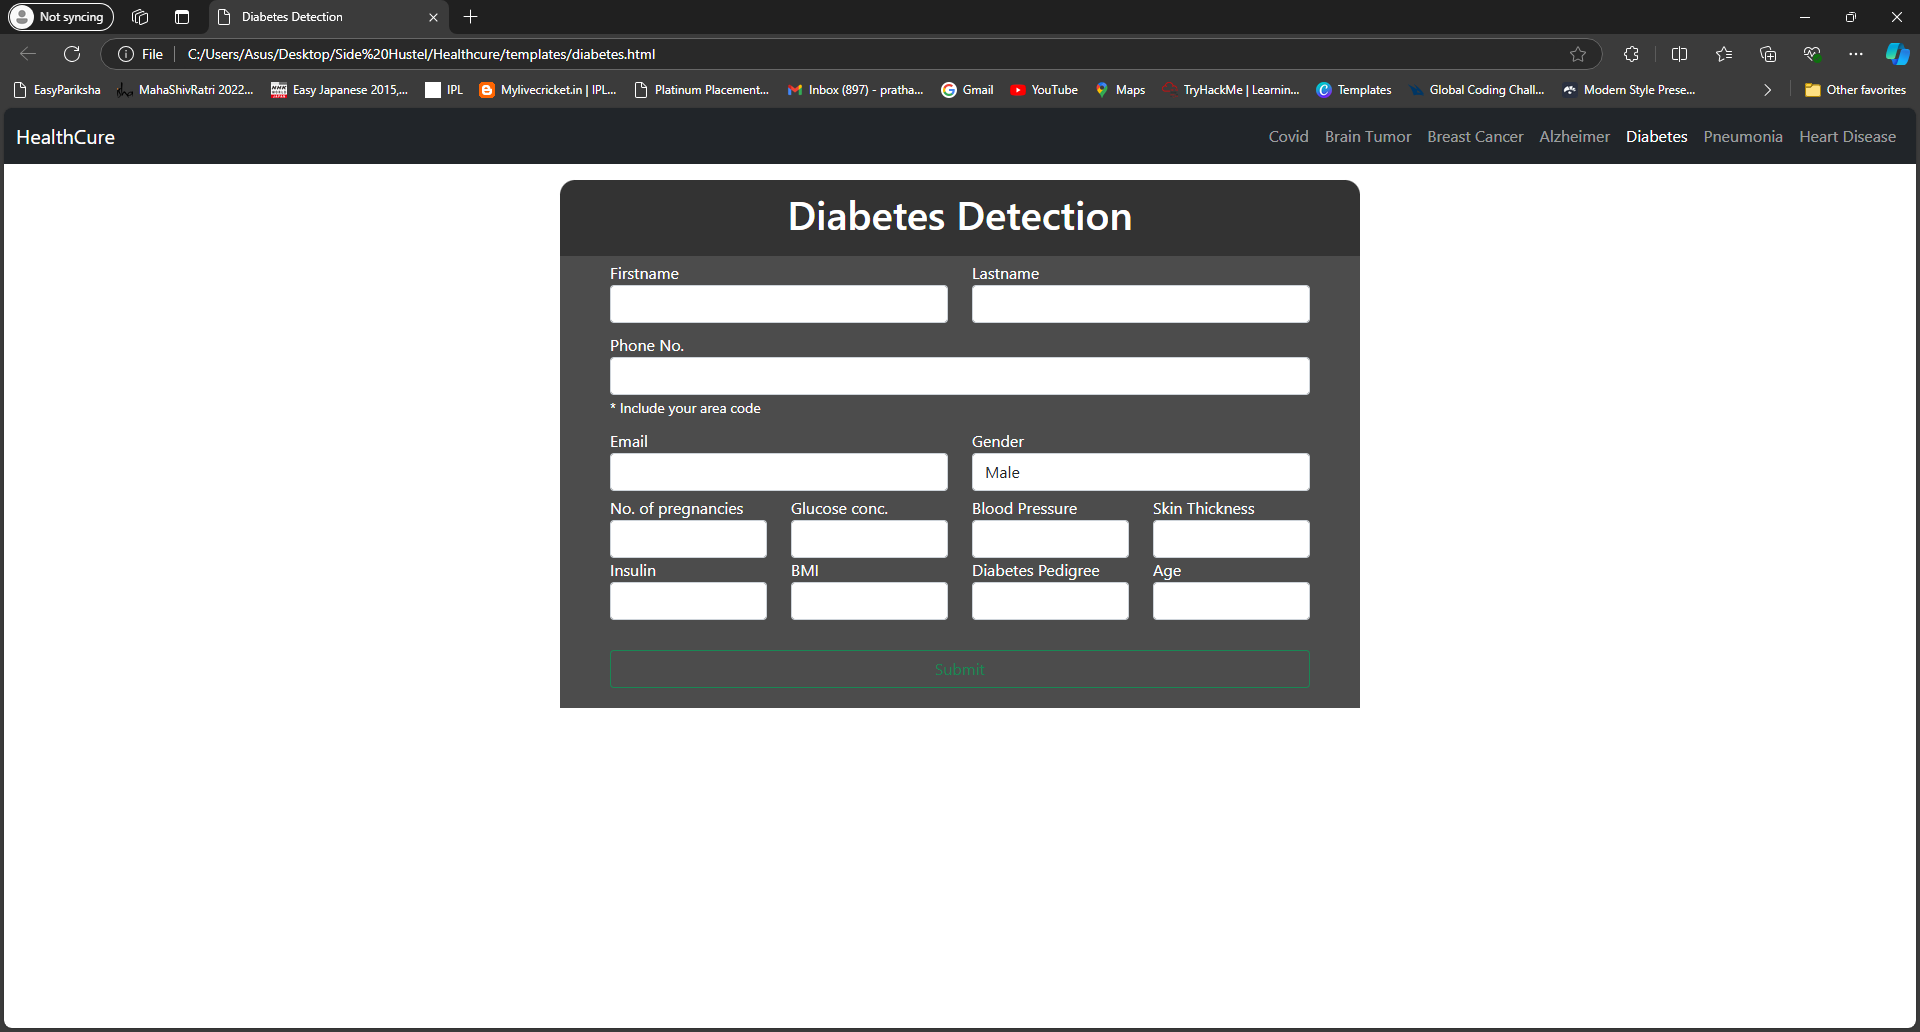 Not syncing
Diabetes Detection
File
C:/Users/Asus/Desktop/Side%20Hustel/Healthcure/templates/diabetes.html
EasyPariksha
MahaShivRatri 2022...
Easy Japanese 2015,...
IPL
Mylivecricket.in | IPL...
Platinum Placement...
Inbox (897) - pratha...
Gmail
YouTube
Maps
TryHackMe | Learnin...
Templates
Global Coding Chall...
Modern Style Prese...
Other favorites
HealthCure
Covid Brain Tumor Breast Cancer Alzheimer Diabetes Pneumonia Heart Disease
Diabetes Detection
Firstname Lastname
Phone No.
* Include your area code
Email Gender
Male
No. of pregnancies Glucose conc. Blood Pressure Skin Thickness
Insulin BMI Diabetes Pedigree Age
Submit